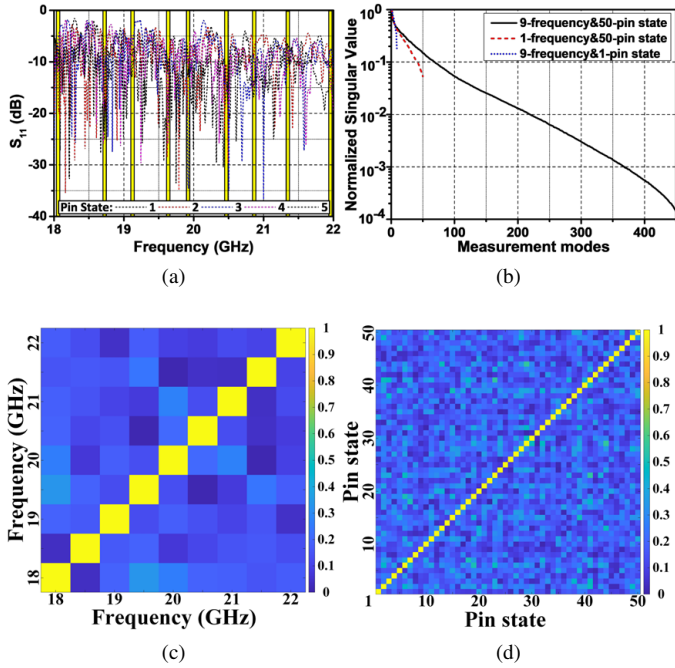 S11 (dB)
0
-10
-20
-30
-40
Pin State: 1 2 3 4 5
18 19 20 21 22
Frequency (GHz)
(a)
Normalized Singular Value
10^0
10^-1
10^-2
10^-3
10^-4
9-frequency&50-pin state
1-frequency&50-pin state
9-frequency&1-pin state
0 100 200 300 400
Measurement modes
(b)
Frequency (GHz)
22
21
20
19
18
18 19 20 21 22
Frequency (GHz)
1
0.9
0.8
0.7
0.6
0.5
0.4
0.3
0.2
0.1
0
(c)
Pin state
50
40
30
20
10
1 10 20 30 40 50
Pin state
1
0.9
0.8
0.7
0.6
0.5
0.4
0.3
0.2
0.1
0
(d)